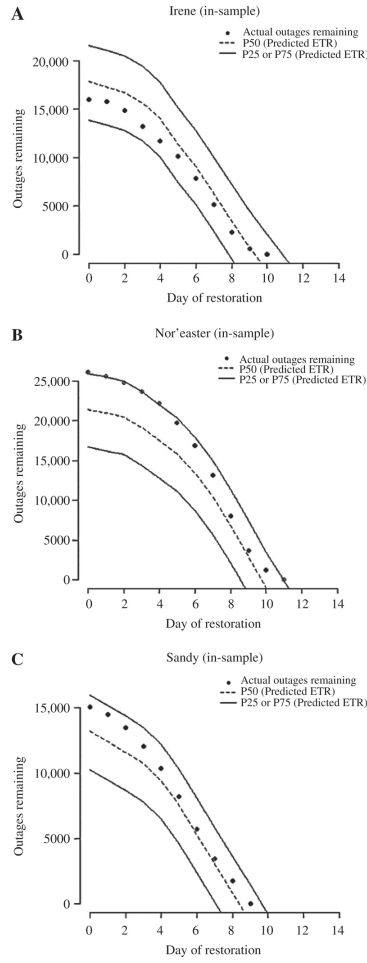 A
Irene (in-sample)
Actual outages remaining
P50 (Predicted ETR)
P25 or P75 (Predicted ETR)
Outages remaining
20,000
15,000
10,000
5000
0
0 2 4 6 8 10 12 14
Day of restoration
B
Nor'easter (in-sample)
Actual outages remaining
P50 (Predicted ETR)
P25 or P75 (Predicted ETR)
Outages remaining
25,000
20,000
15,000
10,000
5000
0
0 2 4 6 8 10 12 14
Day of restoration
C
Sandy (in-sample)
Actual outages remaining
P50 (Predicted ETR)
P25 or P75 (Predicted ETR)
Outages remaining
15,000
10,000
5000
0
0 2 4 6 8 10 12 14
Day of restoration